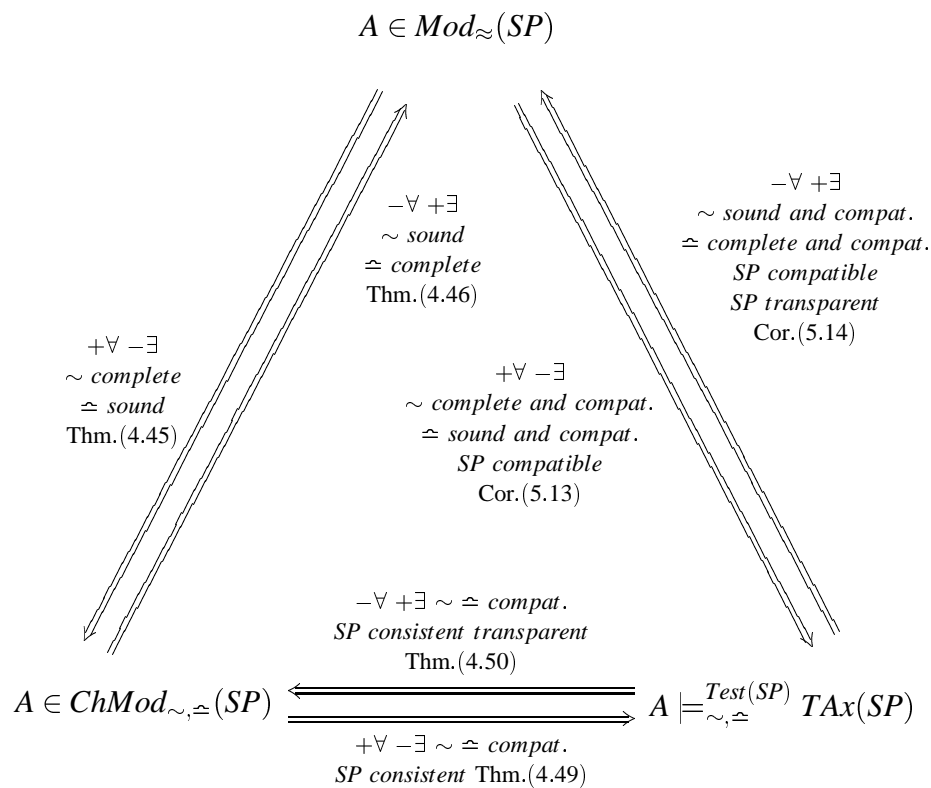 A ∈ Mod≈(SP)
−∀ +∃
∼ sound
≏ complete
Thm.(4.46)
−∀ +∃
∼ sound and compat.
≏ complete and compat.
SP compatible
SP transparent
Cor.(5.14)
+∀ −∃
∼ complete
≏ sound
Thm.(4.45)
+∀ −∃
∼ complete and compat.
≏ sound and compat.
SP compatible
Cor.(5.13)
−∀ +∃ ∼ ≏ compat.
SP consistent transparent
Thm.(4.50)
A ∈ ChMod∼,≏(SP)
A ⊨∼,≏^Test(SP) TAx(SP)
+∀ −∃ ∼ ≏ compat.
SP consistent Thm.(4.49)